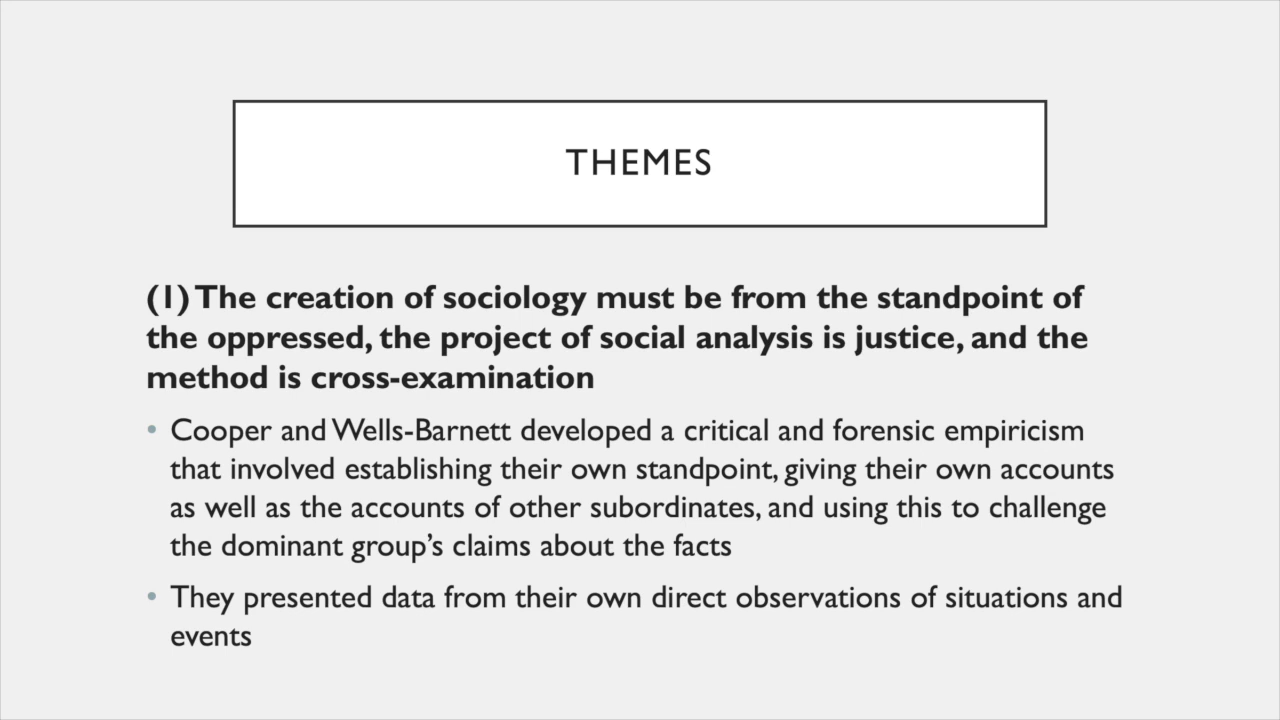 THEMES
(1) The creation of sociology must be from the standpoint of
the oppressed, the project of social analysis is justice, and the
method is cross-examination
• Cooper and Wells-Barnett developed a critical and forensic empiricism
that involved establishing their own standpoint, giving their own accounts
as well as the accounts of other subordinates, and using this to challenge
the dominant group’s claims about the facts
• They presented data from their own direct observations of situations and
events